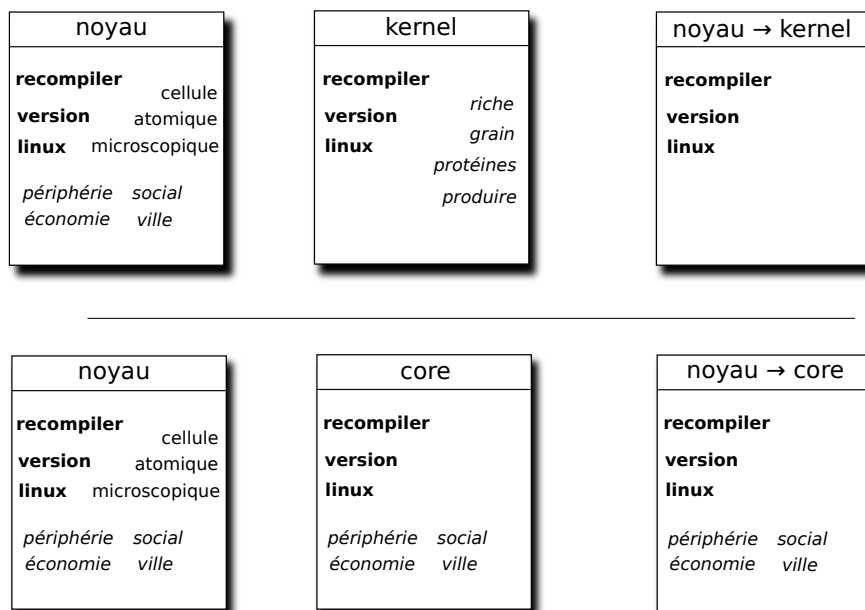 noyau
recompiler
cellule
version atomique
linux microscopique
périphérie social
économie ville
kernel
recompiler
riche
version
grain
linux
protéines
produire
noyau → kernel
recompiler
version
linux
noyau
recompiler
cellule
version atomique
linux microscopique
périphérie social
économie ville
core
recompiler
version
linux
périphérie social
économie ville
noyau → core
recompiler
version
linux
périphérie social
économie ville